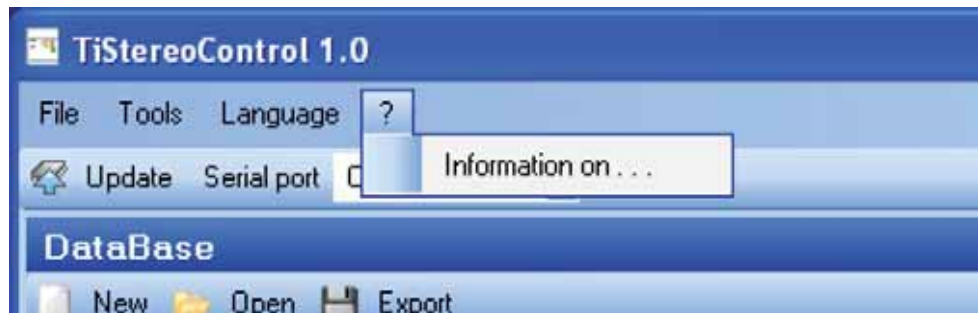 TiStereoControl 1.0
File Tools Language ?
Information on . . .
Update Serial port C
DataBase
New Open Export